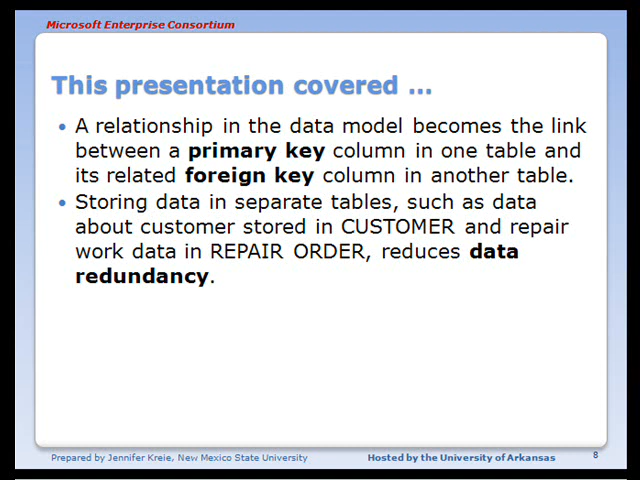 Microsoft Enterprise Consortium
This presentation covered ...
• A relationship in the data model becomes the link
between a primary key column in one table and
its related foreign key column in another table.
• Storing data in separate tables, such as data
about customer stored in CUSTOMER and repair
work data in REPAIR ORDER, reduces data
redundancy.
Prepared by Jennifer Kreie, New Mexico State University
Hosted by the University of Arkansas
8